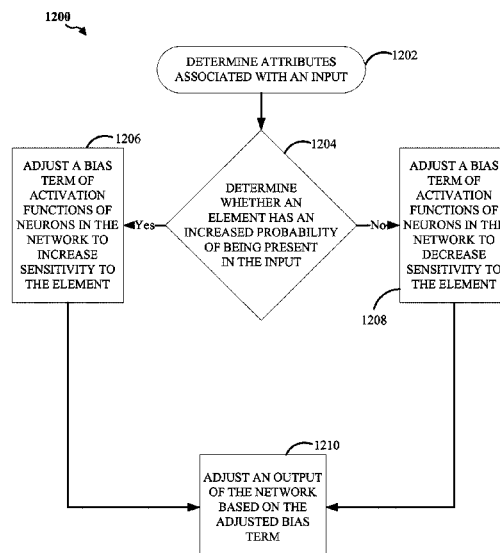 1200
DETERMINE ATTRIBUTES
ASSOCIATED WITH AN INPUT
1202
1204
DETERMINE
WHETHER AN
ELEMENT HAS AN
INCREASED PROBABILITY
OF BEING PRESENT
IN THE INPUT
Yes
No
1206
ADJUST A BIAS
TERM OF
ACTIVATION
FUNCTIONS OF
NEURONS IN THE
NETWORK TO
INCREASE
SENSITIVITY TO
THE ELEMENT
ADJUST A BIAS
TERM OF
ACTIVATION
FUNCTIONS OF
NEURONS IN THE
NETWORK TO
DECREASE
SENSITIVITY TO
THE ELEMENT
1208
1210
ADJUST AN OUTPUT
OF THE NETWORK
BASED ON THE
ADJUSTED BIAS
TERM